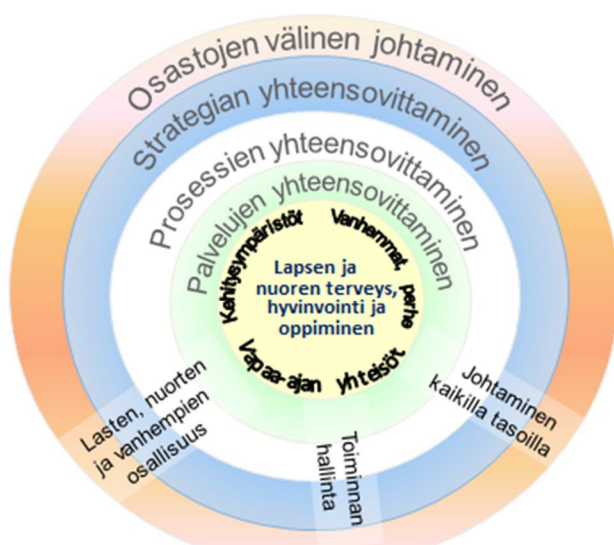 Osastojen välinen johtaminen
Strategian yhteensovittaminen
Prosessien yhteensovittaminen
Palvelujen yhteensovittaminen
Kehitysympäristöt
Vanhemmat, perhe
Lapsen ja
nuoren terveys,
hyvinvointi ja
oppiminen
Vapaa-ajan yhteisöt
Lasten, nuorten
ja vanhempien
osallisuus
Toiminnan
hallinta
Johtaminen
kaikilla tasoilla